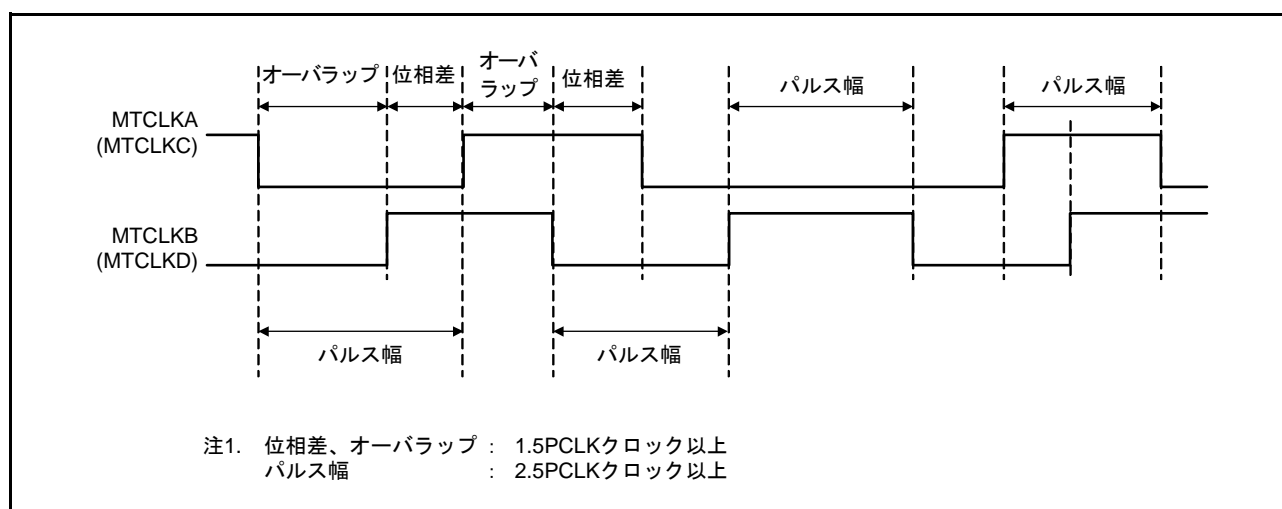 オーバラップ
位相差
オーバ
ラップ
位相差
パルス幅
パルス幅
MTCLKA
(MTCLKC)
MTCLKB
(MTCLKD)
パルス幅
パルス幅
注1. 位相差、オーバラップ : 1.5PCLKクロック以上
パルス幅 : 2.5PCLKクロック以上